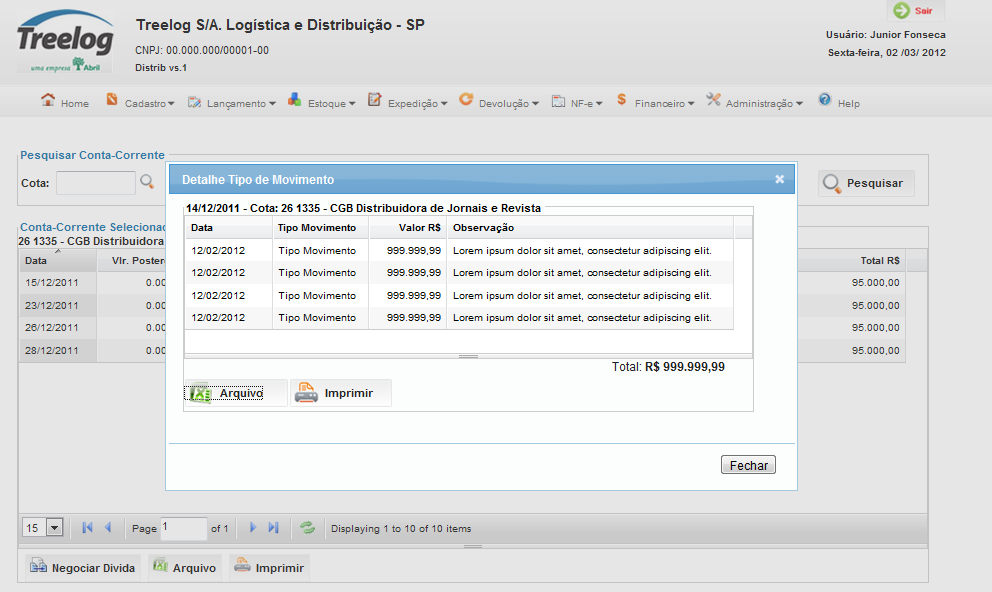 Treelog
uma empresa Abril
Treelog S/A. Logística e Distribuição - SP
CNPJ: 00.000.000/00001-00
Distrib vs.1
Sair
Usuário: Junior Fonseca
Sexta-feira, 02 /03/ 2012
Home Cadastro Lançamento Estoque Expedição Devolução NF-e Financeiro Administração Help
Pesquisar Conta-Corrente
Cota:
Pesquisar
Conta-Corrente Selecionad
26 1335 - CGB Distribuidora
Data Vlr. Poster Total R$
15/12/2011 0.00 95.000,00
23/12/2011 0.00 95.000,00
26/12/2011 0.00 95.000,00
28/12/2011 0.00 95.000,00
Detalhe Tipo de Movimento
14/12/2011 - Cota: 26 1335 - CGB Distribuidora de Jornais e Revista
Data Tipo Movimento Valor R$ Observação
12/02/2012 Tipo Movimento 999.999,99 Lorem ipsum dolor sit amet, consectetur adipiscing elit.
12/02/2012 Tipo Movimento 999.999,99 Lorem ipsum dolor sit amet, consectetur adipiscing elit.
12/02/2012 Tipo Movimento 999.999,99 Lorem ipsum dolor sit amet, consectetur adipiscing elit.
12/02/2012 Tipo Movimento 999.999,99 Lorem ipsum dolor sit amet, consectetur adipiscing elit.
Total: R$ 999.999,99
Arquivo Imprimir
Fechar
15 Page 1 of 1 Displaying 1 to 10 of 10 items
Negociar Divida Arquivo Imprimir